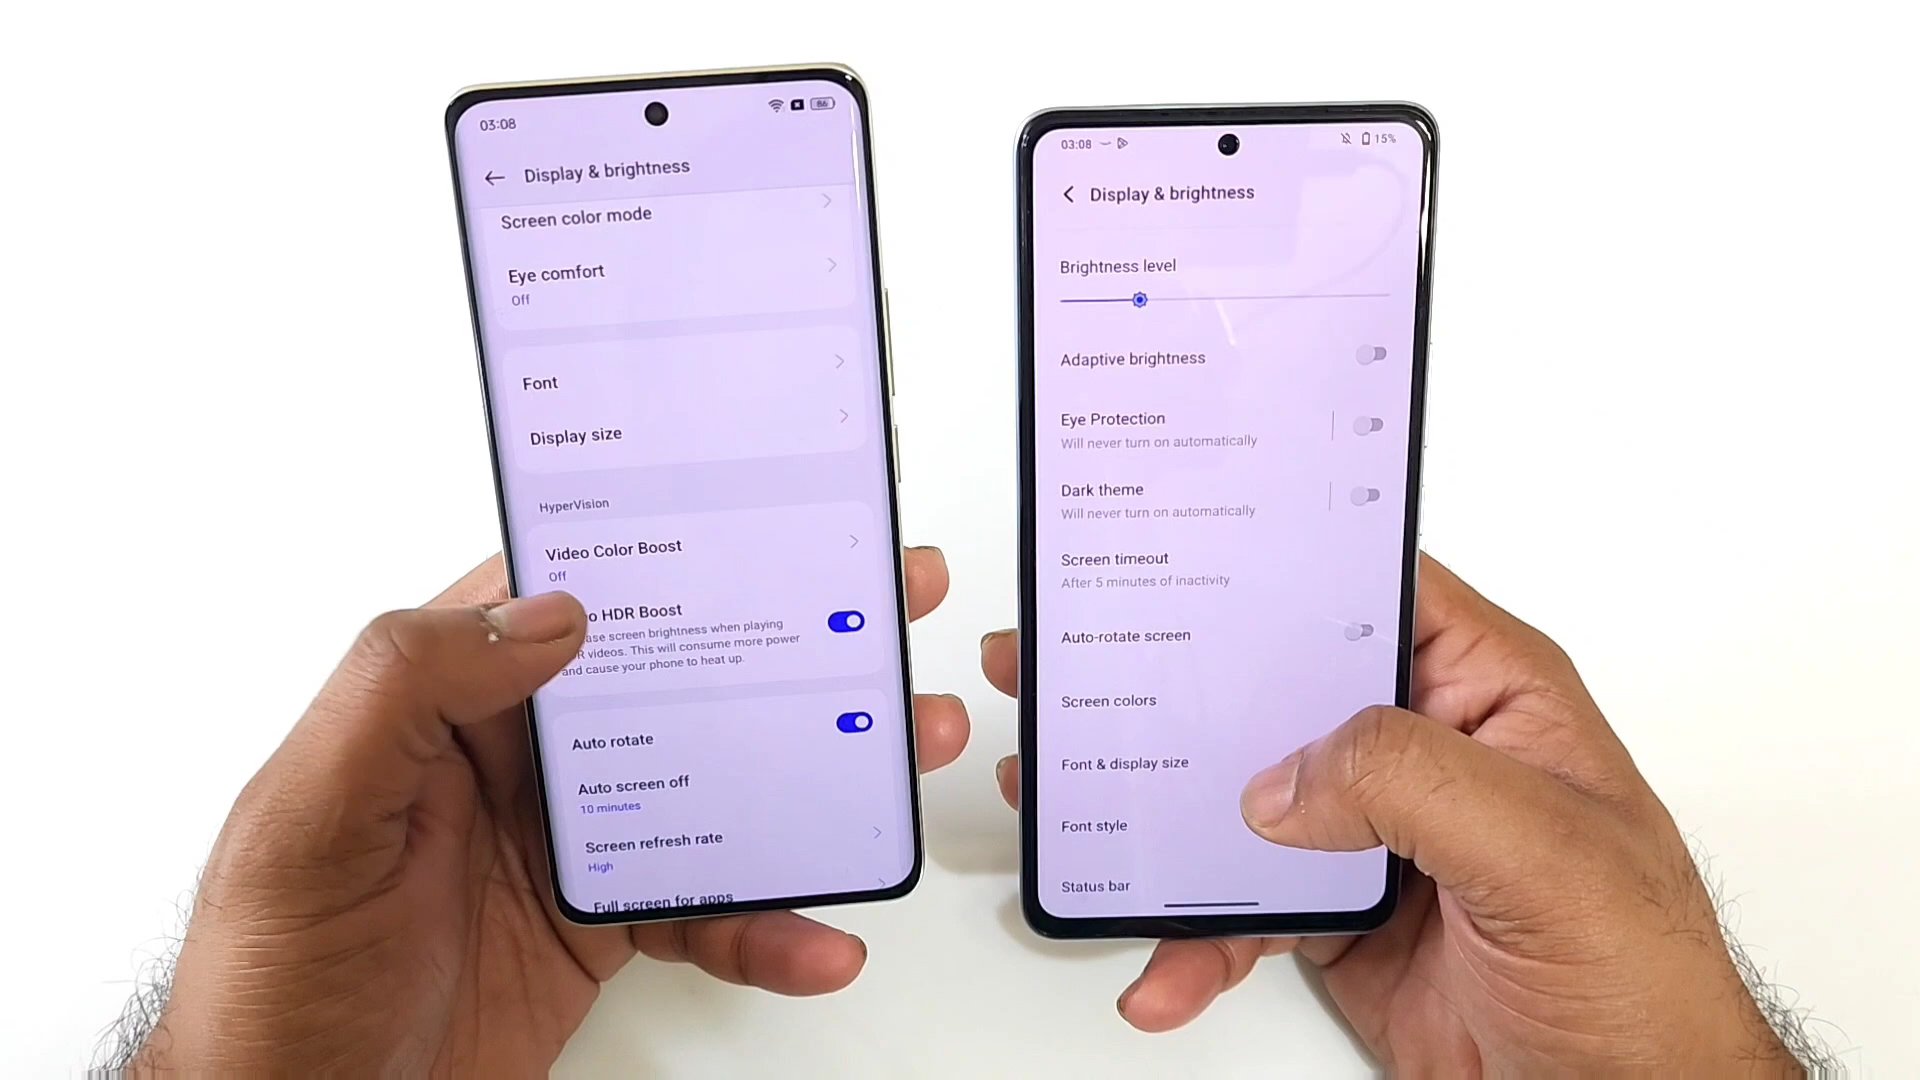 03:08
86
Display & brightness
Screen color mode
Eye comfort
Off
Font
Display size
HyperVision
Video Color Boost
Off
HDR Boost
screen brightness when playing
videos. This will consume more power
and cause your phone to heat up.
Auto rotate
Auto screen off
10 minutes
Screen refresh rate
High
Full screen for apps
03:08
15%
Display & brightness
Brightness level
Adaptive brightness
Eye Protection
Will never turn on automatically
Dark theme
Will never turn on automatically
Screen timeout
After 5 minutes of inactivity
Auto-rotate screen
Screen colors
Font & display size
Font style
Status bar